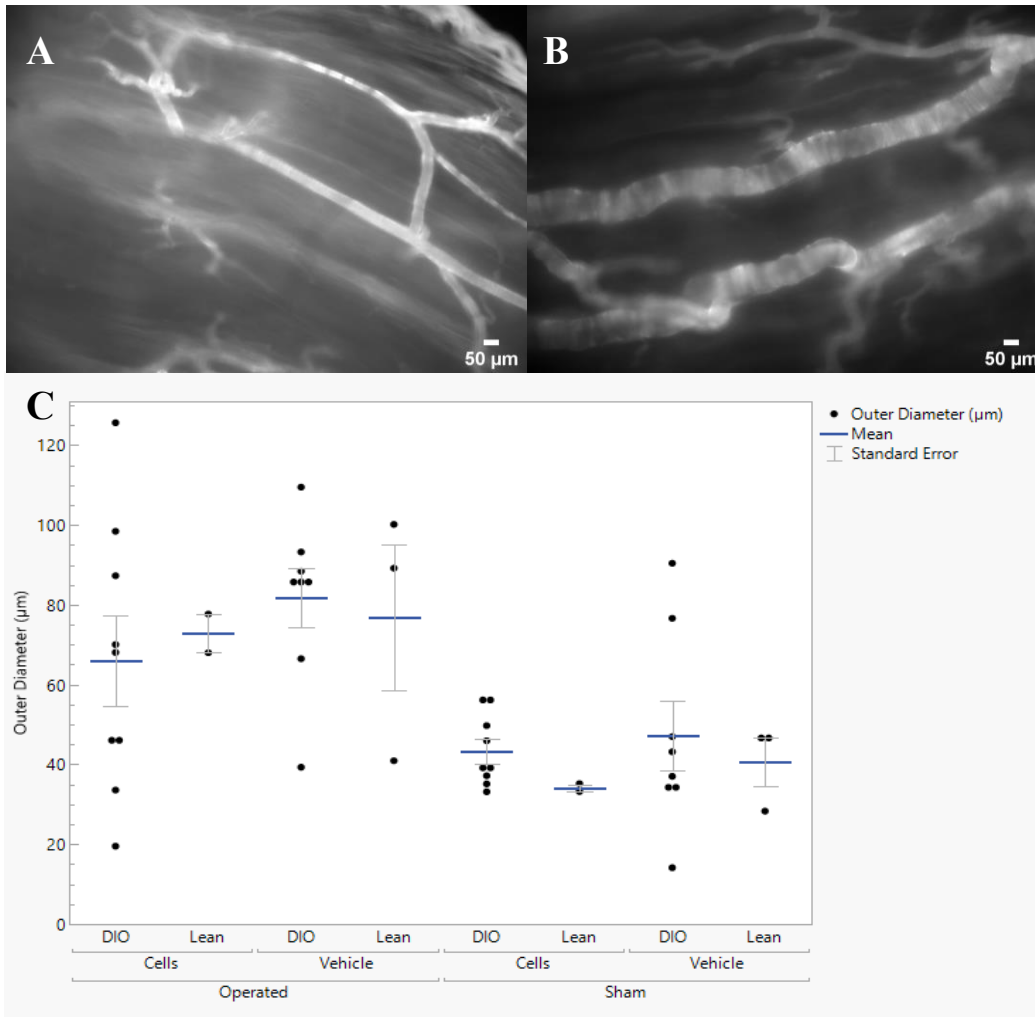 A
B
50 µm
50 µm
C
Outer Diameter (µm)
Mean
Standard Error
120
100
80
60
40
20
0
Outer Diameter (µm)
DIO Lean DIO Lean DIO Lean DIO Lean
Cells Vehicle Cells Vehicle
Operated Sham